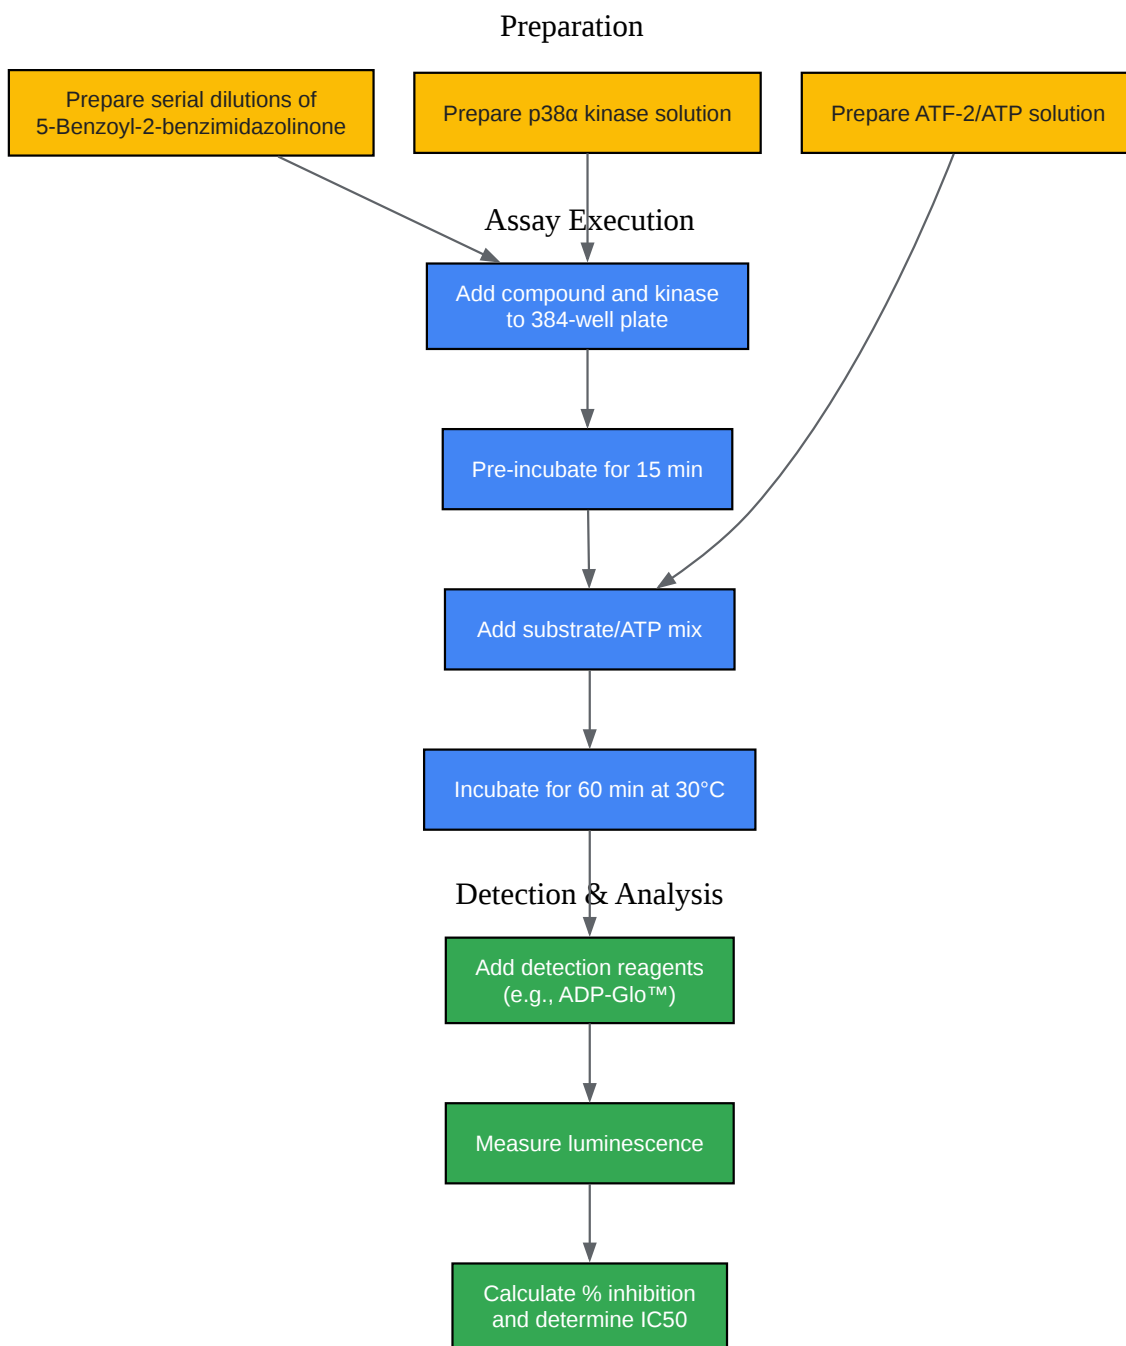 Preparation
Prepare serial dilutions of
5-Benzoyl-2-benzimidazolinone
Prepare p38α kinase solution
Prepare ATF-2/ATP solution
Assay Execution
Add compound and kinase
to 384-well plate
Pre-incubate for 15 min
Add substrate/ATP mix
Incubate for 60 min at 30°C
Detection & Analysis
Add detection reagents
(e.g., ADP-Glo™)
Measure luminescence
Calculate % inhibition
and determine IC50